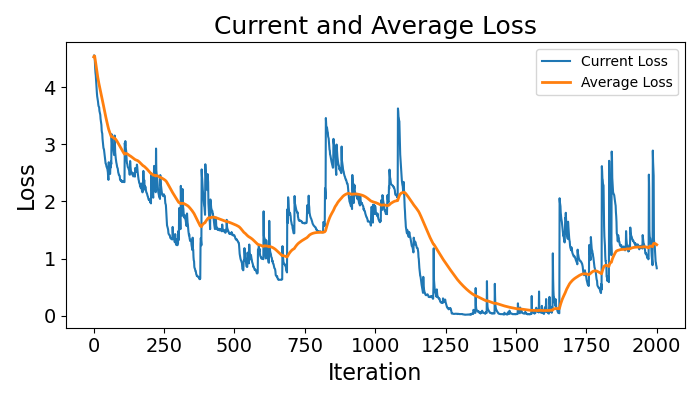 Current and Average Loss
Current Loss
Average Loss
Loss
4
3
2
1
0
0 250 500 750 1000 1250 1500 1750 2000
Iteration